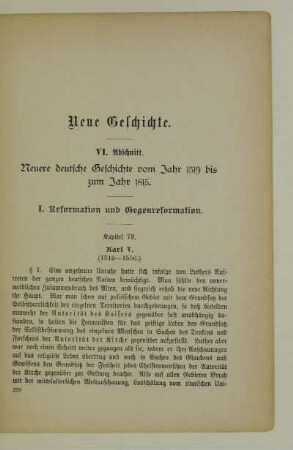 Neue Geschichte.
VI. Abschnitt.
Neuere deutsche Geschichte vom Jahr 1519 bis
zum Jahr 1815.
I. Reformation und Gegenreformation.
Kapitel 79.
Karl V.
(1519—1556.)
§ 1. Eine ungeheure Unruhe hatte sich infolge von Luthers Auf-
treten der ganzen deutschen Nation bemächtigt. Man fühlte den unver-
meidlichen Zusammenbruch des Alten, und siegreich erhob die neue Richtung
ihr Haupt. War man auf politischem Gebiet mit dem Grundsatz der
Selbstherrlichkeit der einzelnen Territorien durchgedrungen, so daß diese
nunmehr der Autorität des Kaisers gegenüber fast unabhängig da-
standen, so hatten die Humanisten für das geistige Leben den Grundsatz
der Selbstbestimmung des einzelnen Menschen in Sachen des Denkens und
Forschens der Autorität der Kirche gegenüber aufgestellt. Luther aber
war noch einen Schritt weiter gegangen als sie, indem er ihre Anschauungen
auf das religiöse Leben übertrug und auch in Sachen des Glaubens und
Gewissens den Grundsatz der Freiheit jedes Christenmenschen der Autorität
der Kirche gegenüber zur Geltung brachte. Also auf allen Gebieten Bruch
mit der mittelalterlichen Weltanschauung, Loslösung vom römischen Uni-